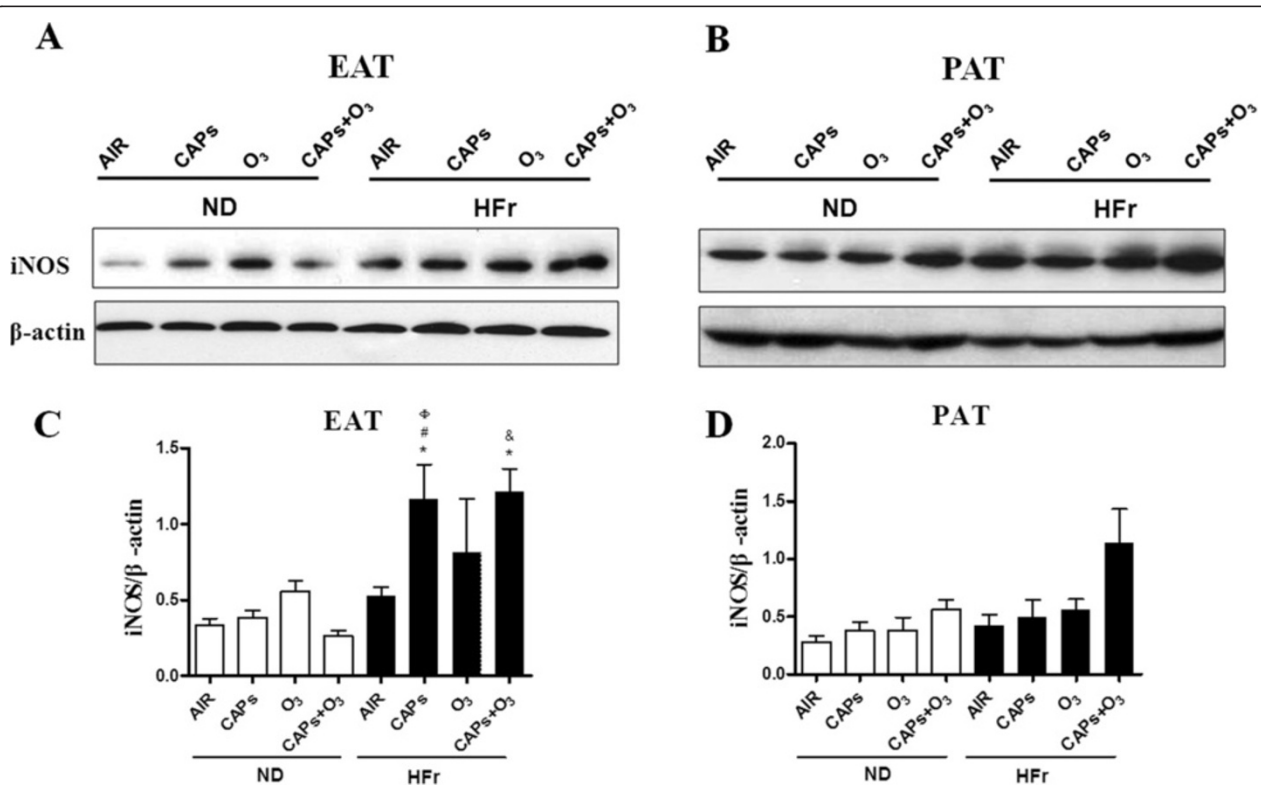 A
EAT
AIR CAPs O₃ CAPs+O₃ AIR CAPs O₃ CAPs+O₃
ND HFr
iNOS
β-actin
B
PAT
AIR CAPs O₃ CAPs+O₃ AIR CAPs O₃ CAPs+O₃
ND HFr
C
EAT
iNOS/β -actin
1.5
1.0
0.5
0.0
Φ
#
*
&
*
AIR CAPs O₃ CAPs+O₃ AIR CAPs O₃ CAPs+O₃
ND HFr
D
PAT
iNOS/β -actin
2.0
1.5
1.0
0.5
0.0
AIR CAPs O₃ CAPs+O₃ AIR CAPs O₃ CAPs+O₃
ND HFr